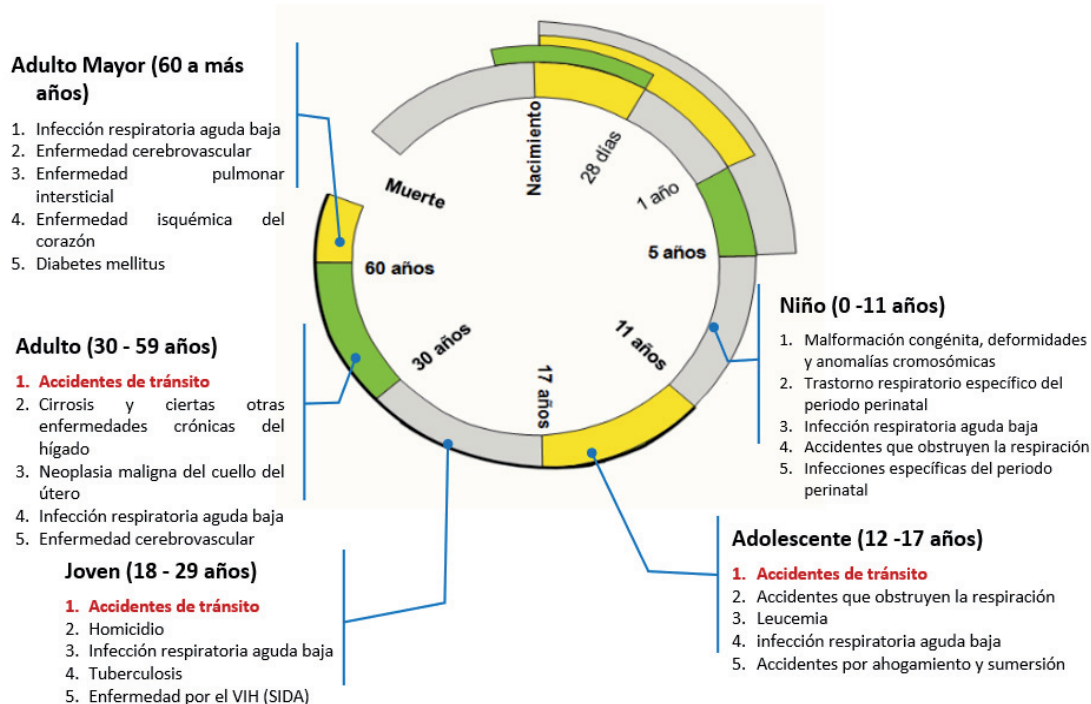 Adulto Mayor (60 a más
años)
1. Infección respiratoria aguda baja
2. Enfermedad cerebrovascular
3. Enfermedad pulmonar
intersticial
4. Enfermedad isquémica del
corazón
5. Diabetes mellitus
Adulto (30 - 59 años)
1. Accidentes de tránsito
2. Cirrosis y ciertas otras
enfermedades crónicas del
hígado
3. Neoplasia maligna del cuello del
útero
4. Infección respiratoria aguda baja
5. Enfermedad cerebrovascular
Joven (18 - 29 años)
1. Accidentes de tránsito
2. Homicidio
3. Infección respiratoria aguda baja
4. Tuberculosis
5. Enfermedad por el VIH (SIDA)
Nacimiento
28 días
1 año
5 años
11 años
17 años
30 años
60 años
Muerte
Niño (0 -11 años)
1. Malformación congénita, deformidades
y anomalías cromosómicas
2. Trastorno respiratorio específico del
periodo perinatal
3. Infección respiratoria aguda baja
4. Accidentes que obstruyen la respiración
5. Infecciones específicas del periodo
perinatal
Adolescente (12 -17 años)
1. Accidentes de tránsito
2. Accidentes que obstruyen la respiración
3. Leucemia
4. infección respiratoria aguda baja
5. Accidentes por ahogamiento y sumersión